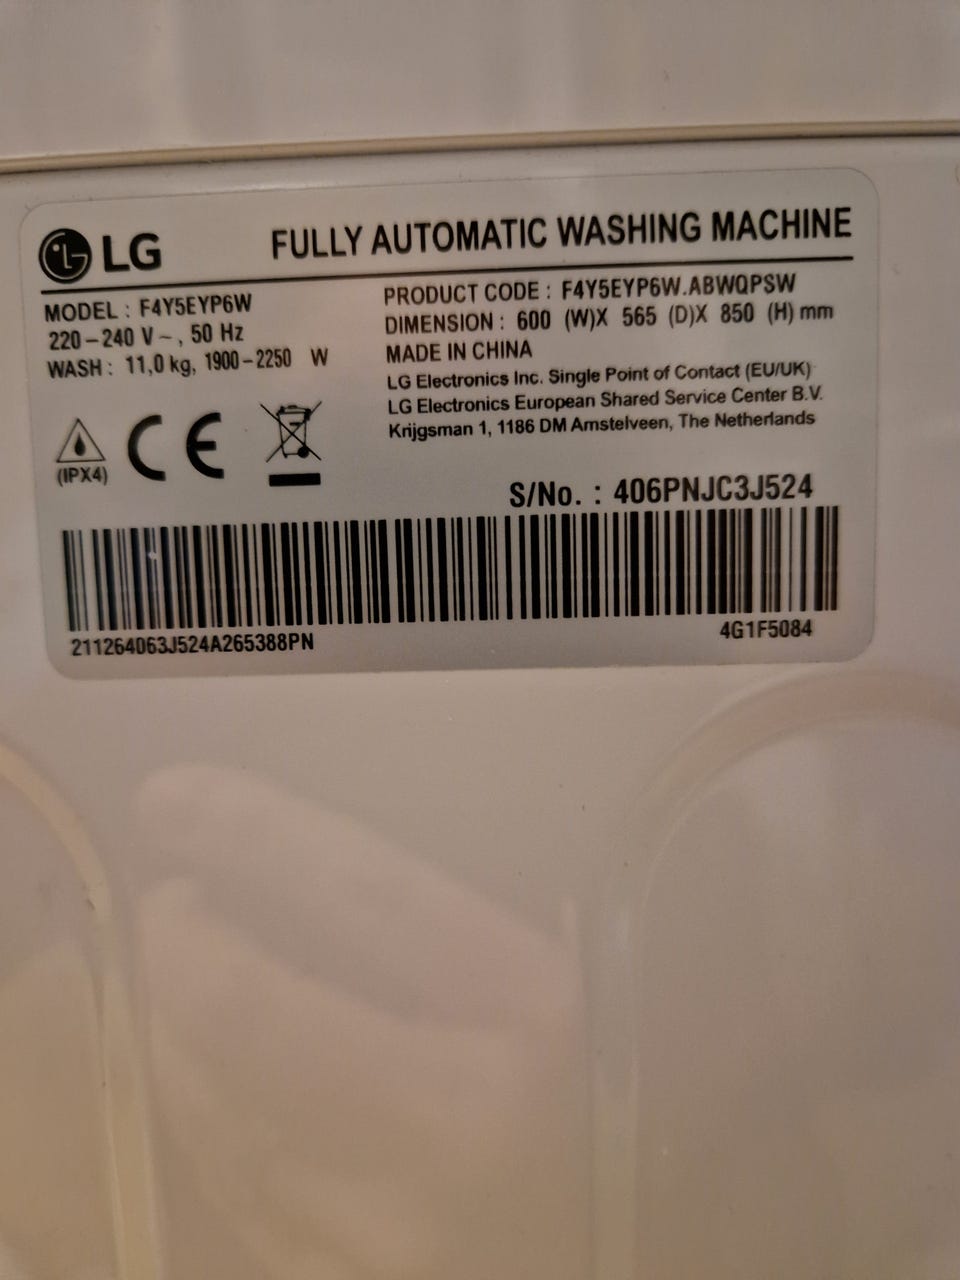 LG FULLY AUTOMATIC WASHING MACHINE
MODEL : F4Y5EYP6W
220-240 V~, 50 Hz
WASH : 11,0 kg, 1900-2250 W
PRODUCT CODE : F4Y5EYP6W.ABWQPSW
DIMENSION : 600 (W)X 565 (D)X 850 (H) mm
MADE IN CHINA
LG Electronics Inc. Single Point of Contact (EU/UK)
LG Electronics European Shared Service Center B.V.
Krijgsman 1, 1186 DM Amstelveen, The Netherlands
(IPX4) CE
S/No. : 406PNJC3J524
211264063J524A265388PN
4G1F5084